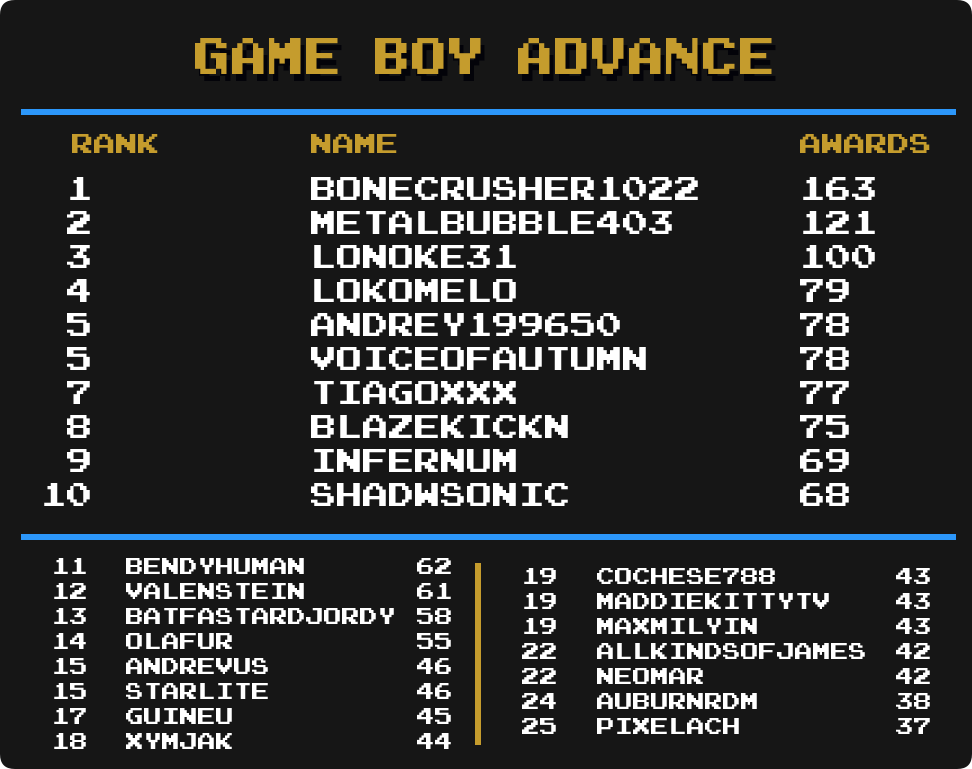 GAME BOY ADVANCE
RANK NAME AWARDS
1 BONECRUSHER1022 163
2 METALBUBBLE403 121
3 LONOKE31 100
4 LOKOMELO 79
5 ANDREY199650 78
5 VOICEOFAUTUMN 78
7 TIAGOXXX 77
8 BLAZEKICKN 75
9 INFERNUM 69
10 SHADWSONIC 68
11 BENDYHUMAN 62
12 VALENSTEIN 61
13 BATFASTARDJORDY 58
14 OLAFUR 55
15 ANDREVUS 46
15 STARLITE 46
17 GUINEU 45
18 XYMJAK 44
19 COCHESE788 43
19 MADDIEKITTYTV 43
19 MAXMILYIN 43
22 ALLKINDSOFJAMES 42
22 NEOMAR 42
24 AUBURNRDM 38
25 PIXELACH 37